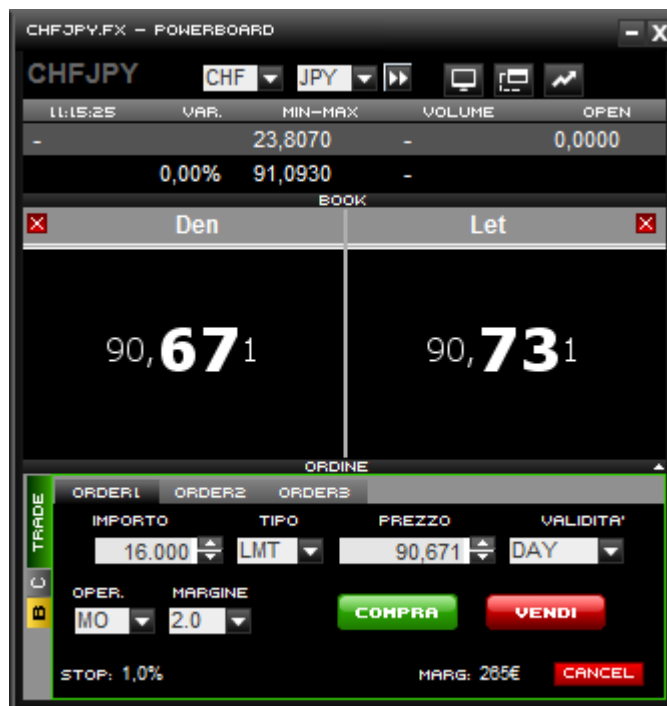 CHFJPY.FX – POWERBOARD
CHFJPY CHF JPY
11:15:25 VAR. MIN-MAX VOLUME OPEN
- 23,8070 - 0,0000
0,00% 91,0930 -
BOOK
Den Let
90,671 90,731
ORDINE
TRADE
C
B
ORDER1 ORDER2 ORDER3
IMPORTO TIPO PREZZO VALIDITA'
16.000 LMT 90,671 DAY
OPER. MARGINE
MO 2.0 COMPRA VENDI
STOP: 1,0% MARG: 265€ CANCEL